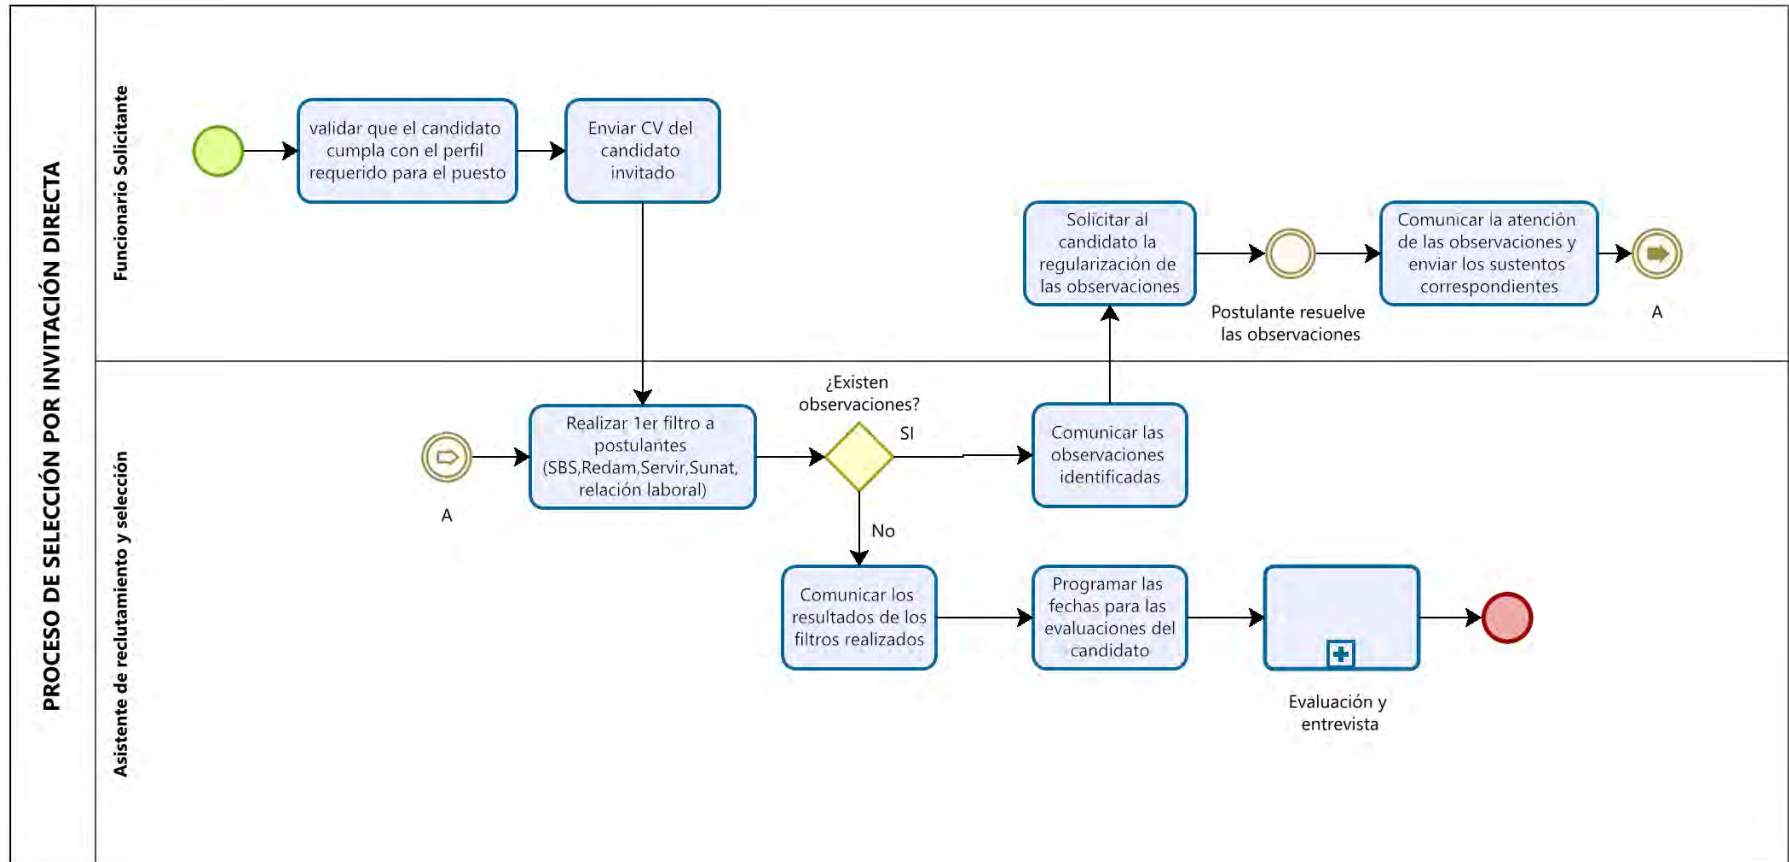 PROCESO DE SELECCIÓN POR INVITACIÓN DIRECTA
Funcionario Solicitante
validar que el candidato
cumpla con el perfil
requerido para el puesto
Enviar CV del
candidato
invitado
Solicitar al
candidato la
regularización de
las observaciones
Postulante resuelve
las observaciones
Comunicar la atención
de las observaciones y
enviar los sustentos
correspondientes
A
Asistente de reclutamiento y selección
A
Realizar 1er filtro a
postulantes
(SBS,Redam,Servir,Sunat,
relación laboral)
¿Existen
observaciones?
SI
Comunicar las
observaciones
identificadas
No
Comunicar los
resultados de los
filtros realizados
Programar las
fechas para las
evaluaciones del
candidato
Evaluación y
entrevista